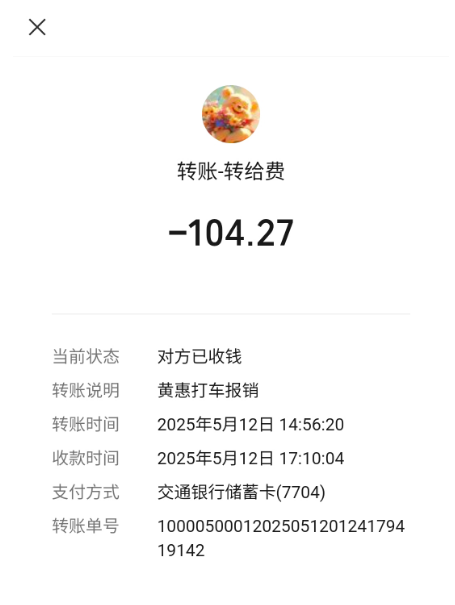 转账-转给费
-104.27
当前状态 对方已收钱
转账说明 黄惠打车报销
转账时间 2025年5月12日 14:56:20
收款时间 2025年5月12日 17:10:04
支付方式 交通银行储蓄卡(7704)
转账单号 10000500012025051201241794
19142